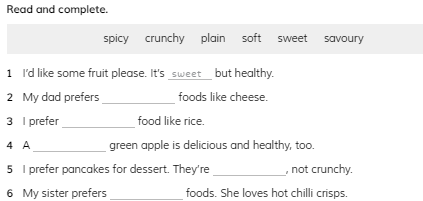 Read and complete.
spicy crunchy plain soft sweet savoury
1 I'd like some fruit please. It's sweet but healthy.
2 My dad prefers ____________ foods like cheese.
3 I prefer ____________ food like rice.
4 A ____________ green apple is delicious and healthy, too.
5 I prefer pancakes for dessert. They're ____________, not crunchy.
6 My sister prefers ____________ foods. She loves hot chilli crisps.